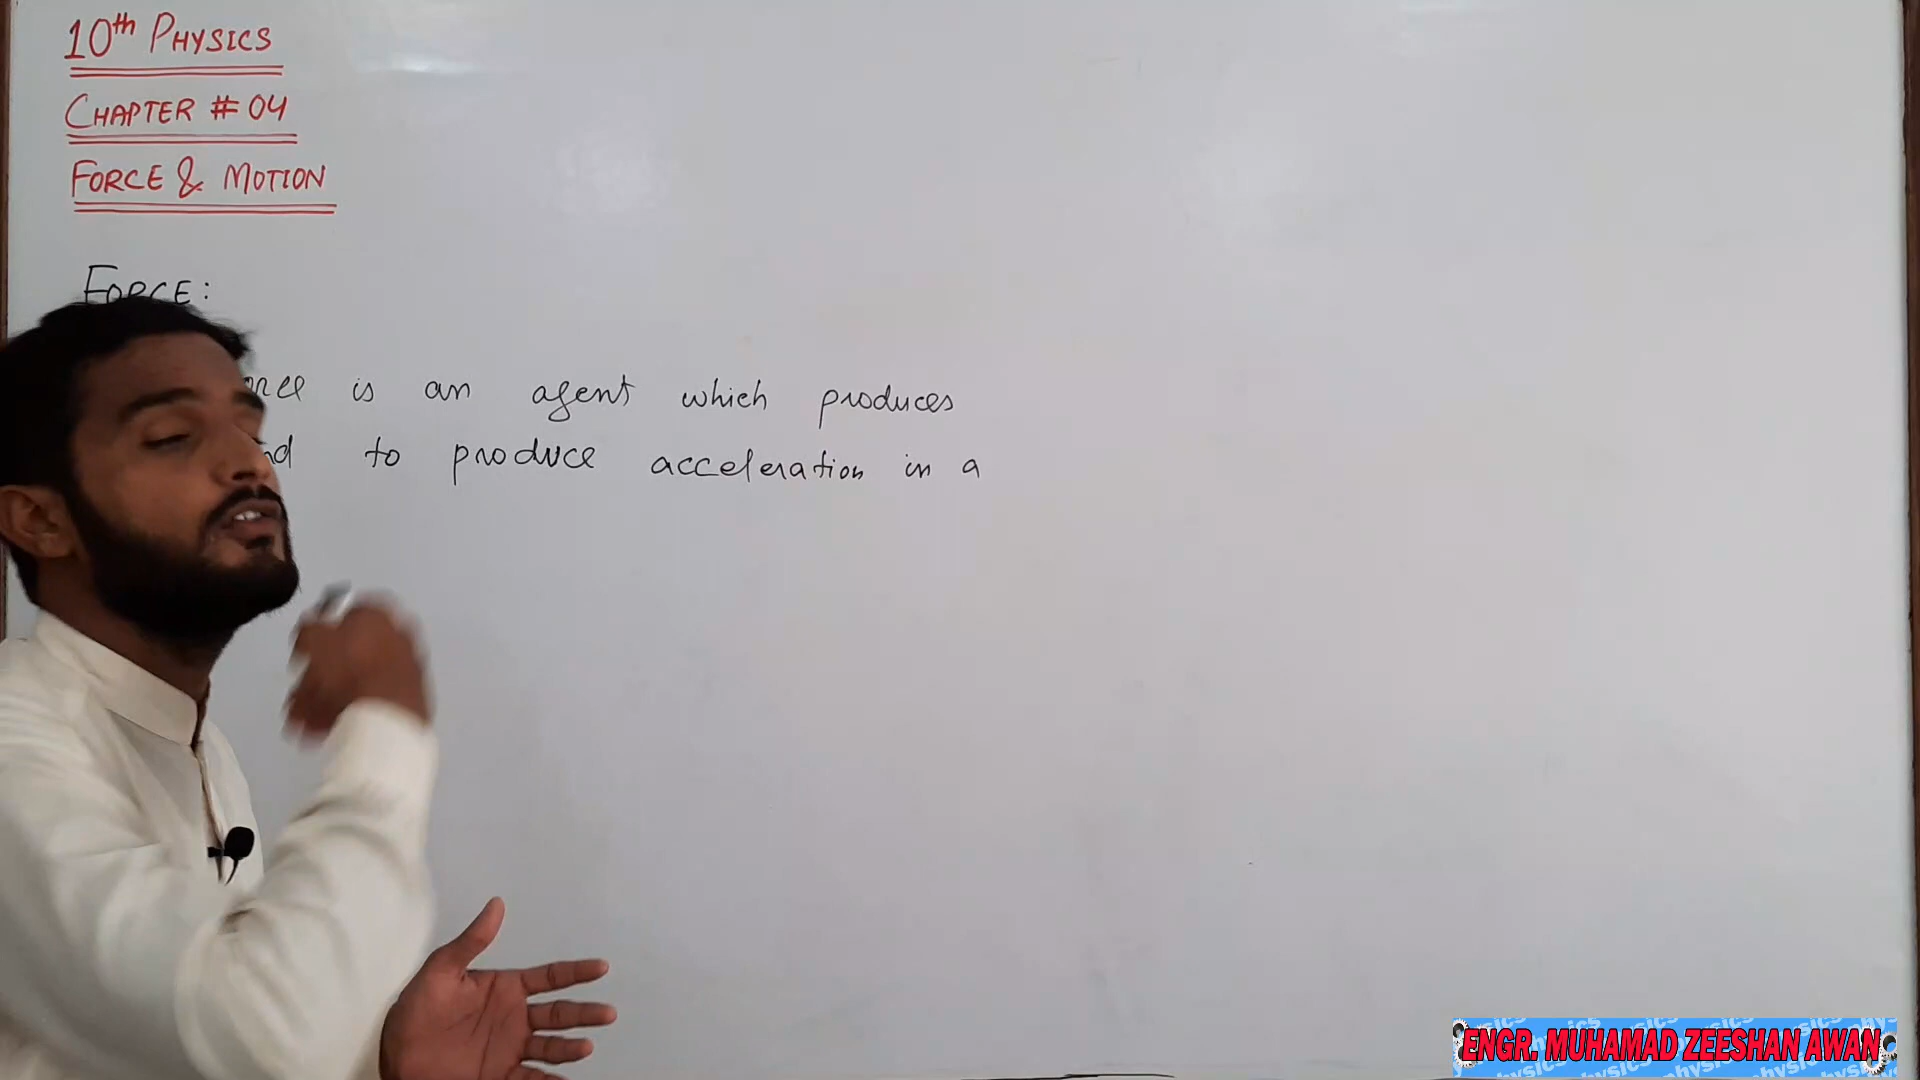 10th PHYSICS
CHAPTER # 04
FORCE & MOTION
FORCE:
is an agent which produces
to produce acceleration in a
ENGR. MUHAMAD ZEESHAN AWAN